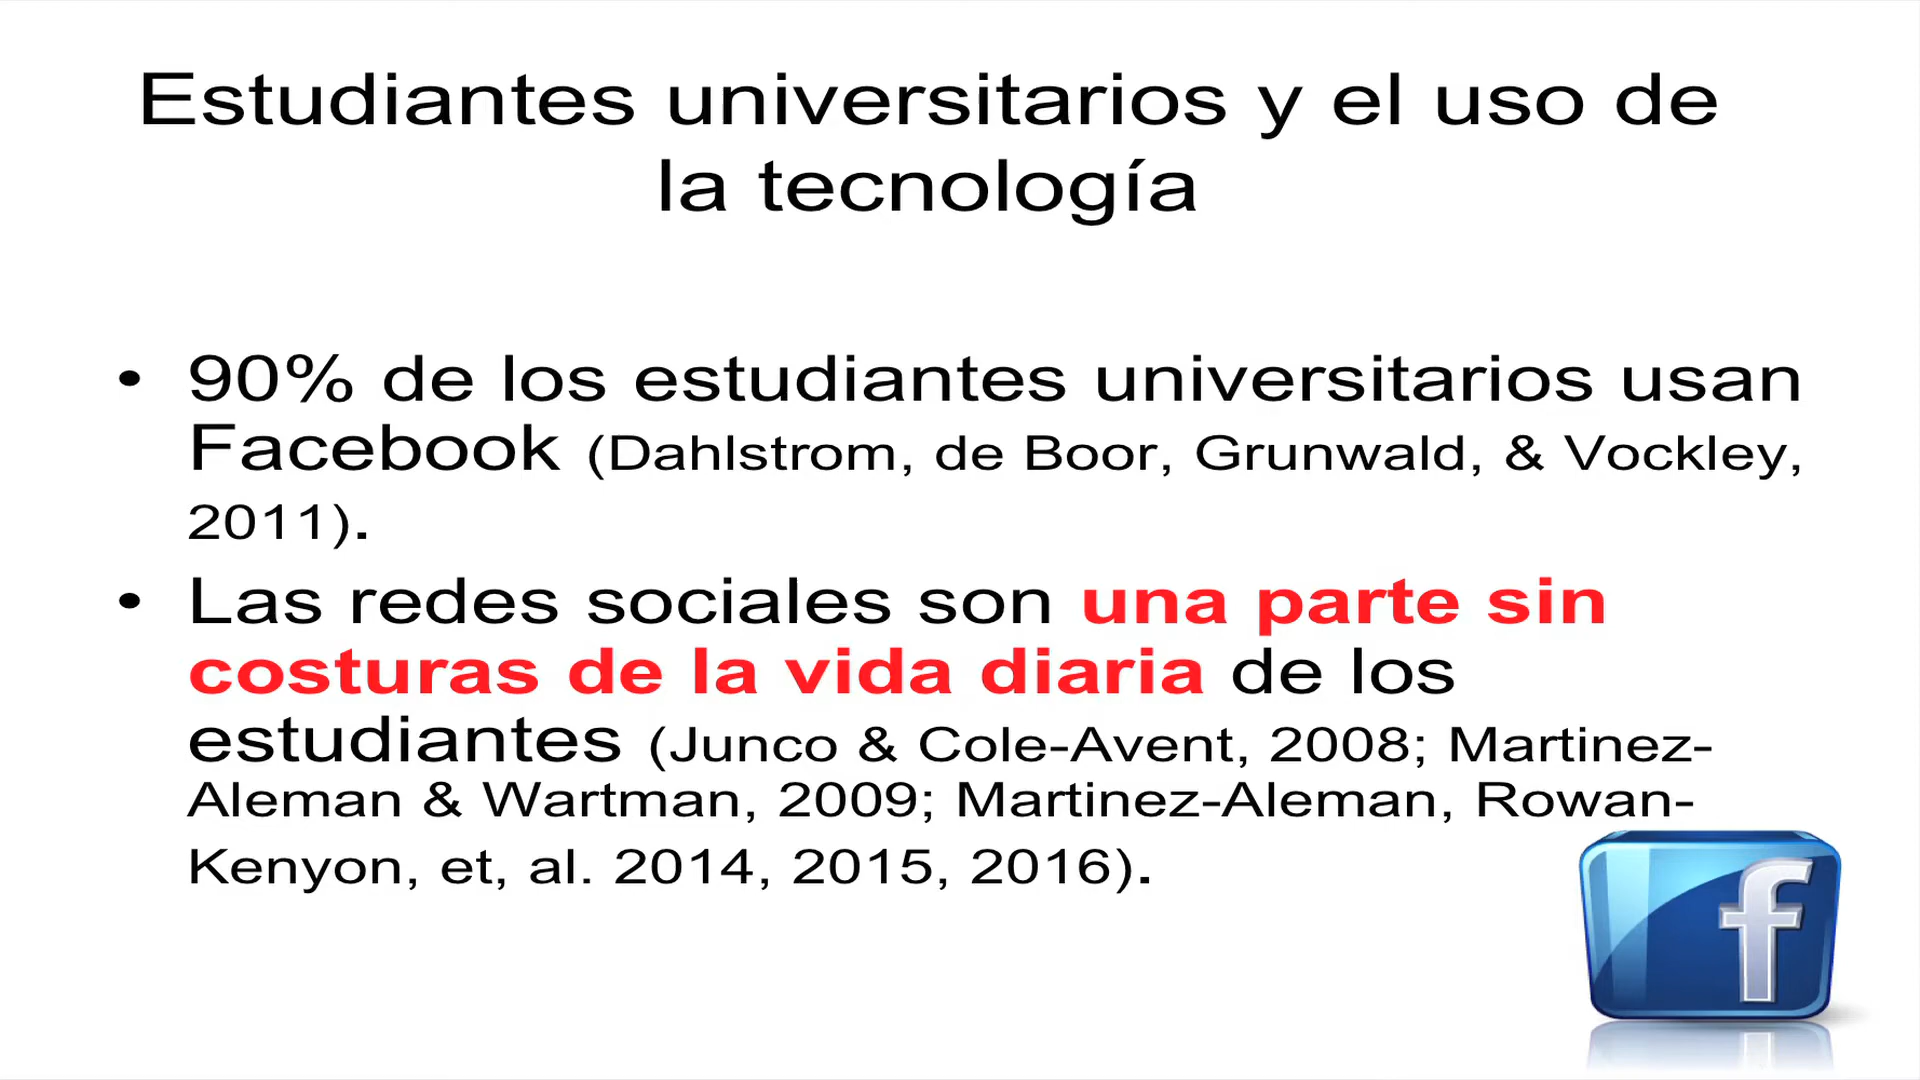 Estudiantes universitarios y el uso de
la tecnología
• 90% de los estudiantes universitarios usan
Facebook (Dahlstrom, de Boor, Grunwald, & Vockley,
2011).
• Las redes sociales son una parte sin
costuras de la vida diaria de los
estudiantes (Junco & Cole-Avent, 2008; Martinez-
Aleman & Wartman, 2009; Martinez-Aleman, Rowan-
Kenyon, et, al. 2014, 2015, 2016).
f